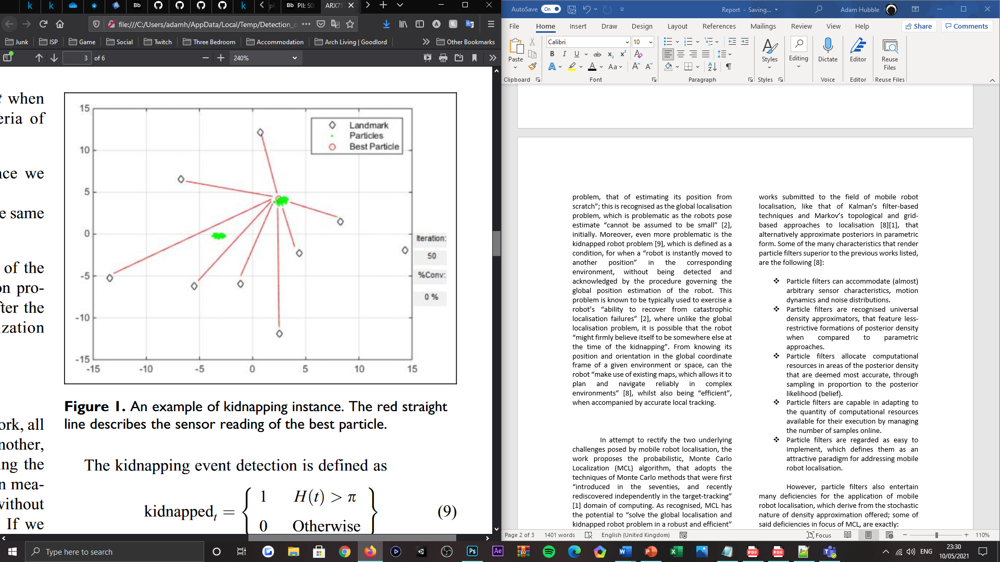 Bb
Bb PII: S00
ARX717
file:///C:/Users/adamh/AppData/Local/Temp/Detection_o
Junk
ISP
Game
Social
Twitch
Three Bedroom
Accommodation
Arch Living | Goodlord
Other Bookmarks
3 of 6
240%
t when
eria of
nce we
e same
of the
on pro-
fter the
ization
ork, all
nother,
ing the
n mea-
without
If we
15
10
5
0
-5
-10
-15
-15 -10 -5 0 5 10 15
Landmark
Particles
Best Particle
Iteration:
50
%Conv:
0 %
Figure 1. An example of kidnapping instance. The red straight
line describes the sensor reading of the best particle.
The kidnapping event detection is defined as
kidnappedt = { 1 H(t) > π
0 Otherwise } (9)
AutoSave On
Report - Saving...
Adam Hubble
File Home Insert Draw Design Layout References Mailings Review View Help
Share
Comments
Paste
Clipboard
Calibri 10
B I U ab x2 x2
A Aa A A
Font
Paragraph
Styles
Styles
Editing
Dictate
Voice
Editor
Editor
Reuse
Files
Reuse Files
problem, that of estimating its position from
scratch”; this is recognised as the global localisation
problem, which is problematic as the robots pose
estimate “cannot be assumed to be small” [2],
initially. Moreover, even more problematic is the
kidnapped robot problem [9], which is defined as a
condition, for when a “robot is instantly moved to
another position” in the corresponding
environment, without being detected and
acknowledged by the procedure governing the
global position estimation of the robot. This
problem is known to be typically used to exercise a
robot’s “ability to recover from catastrophic
localisation failures” [2], where unlike the global
localisation problem, it is possible that the robot
“might firmly believe itself to be somewhere else at
the time of the kidnapping”. From knowing its
position and orientation in the global coordinate
frame of a given environment or space, can the
robot “make use of existing maps, which allows it to
plan and navigate reliably in complex
environments” [8], whilst also being “efficient”,
when accompanied by accurate local tracking.
In attempt to rectify the two underlying
challenges posed by mobile robot localisation, the
work proposes the probabilistic, Monte Carlo
Localization (MCL) algorithm, that adopts the
techniques of Monte Carlo methods that were first
“introduced in the seventies, and recently
rediscovered independently in the target-tracking”
[1] domain of computing. As recognised, MCL has
the potential to “solve the global localisation and
kidnapped robot problem in a robust and efficient”
works submitted to the field of mobile robot
localisation, like that of Kalman’s filter-based
techniques and Markov’s topological and grid-
based approaches to localisation [8][1], that
alternatively approximate posteriors in parametric
form. Some of the many characteristics that render
particle filters superior to the previous works listed,
are the following [8]:
❖ Particle filters can accommodate (almost)
arbitrary sensor characteristics, motion
dynamics and noise distributions.
❖ Particle filters are recognised universal
density approximators, that feature less-
restrictive formations of posterior density
when compared to parametric
approaches.
❖ Particle filters allocate computational
resources in areas of the posterior density
that are deemed most accurate, through
sampling in proportion to the posterior
likelihood (belief).
❖ Particle filters are capable in adapting to
the quantity of computational resources
available for their execution by managing
the number of samples online.
❖ Particle filters are regarded as easy to
implement, which defines them as an
attractive paradigm for addressing mobile
robot localisation.
However, particle filters also entertain
many deficiencies for the application of mobile
robot localisation, which derive from the stochastic
nature of density approximation offered; some of
said deficiencies in focus of MCL, are exactly:
Page 2 of 3 1401 words English (United Kingdom)
Focus
110%
Type here to search
Ps
Ae
ENG
23:30
10/05/2021